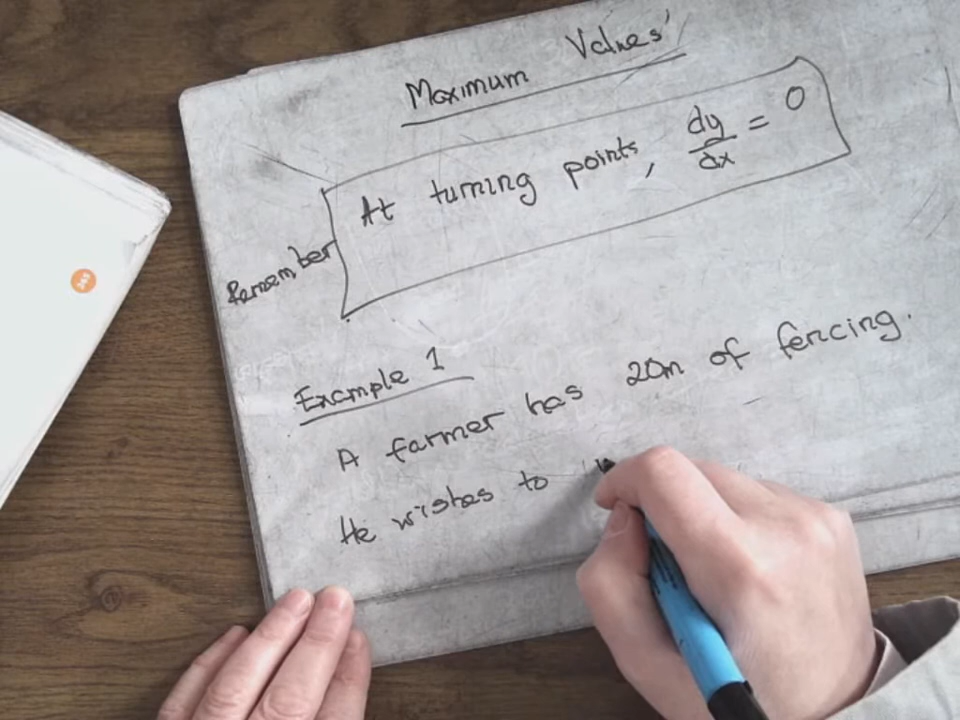 Maximum Values
Remember
At turning points, dy/dx = 0
Example 1
A farmer has 20m of fencing.
He wishes to